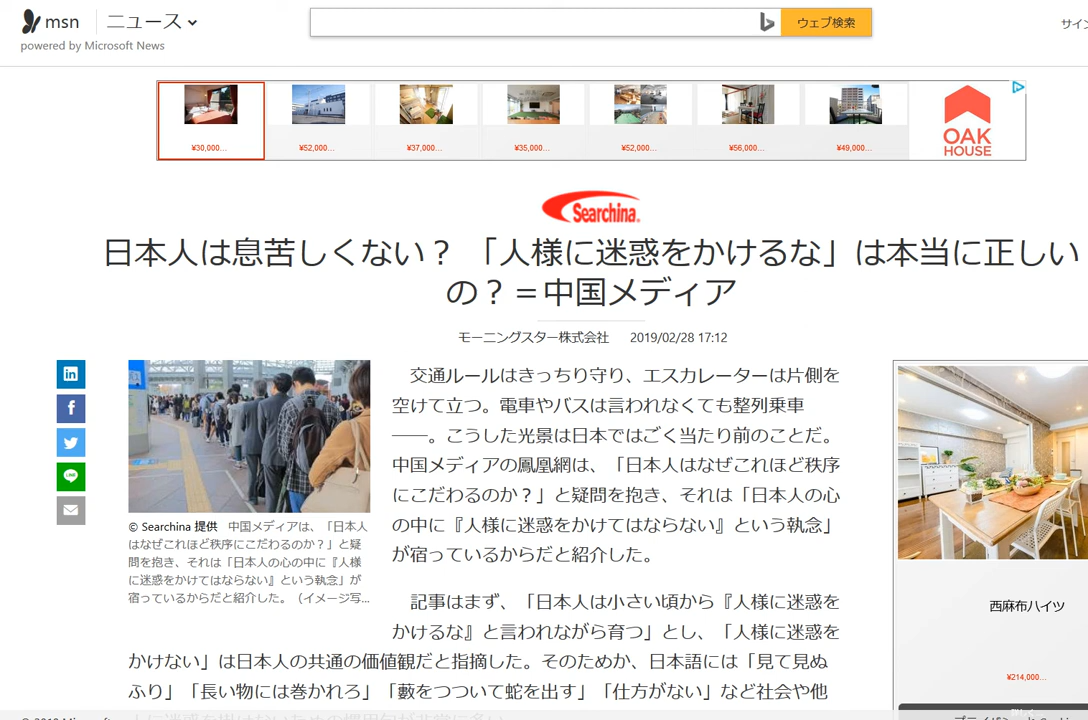 msn ニュース
ウェブ検索
サイン
powered by Microsoft News
¥30,000...
¥52,000...
¥37,000...
¥35,000...
¥52,000...
¥56,000...
¥49,000...
OAK
HOUSE
Searchina.
日本人は息苦しくない？ 「人様に迷惑をかけるな」は本当に正しい
の？＝中国メディア
モーニングスター株式会社 2019/02/28 17:12
交通ルールはきっちり守り、エスカレーターは片側を
空けて立つ。電車やバスは言われなくても整列乗車
――。こうした光景は日本ではごく当たり前のことだ。
中国メディアの鳳凰網は、「日本人はなぜこれほど秩序
にこだわるのか？」と疑問を抱き、それは「日本人の心
の中に『人様に迷惑をかけてはならない』という執念」
が宿っているからだと紹介した。
© Searchina 提供 中国メディアは、「日本人
はなぜこれほど秩序にこだわるのか？」と疑
問を抱き、それは「日本人の心の中に『人様
に迷惑をかけてはならない』という執念」が
宿っているからだと紹介した。（イメージ写...
記事はまず、「日本人は小さい頃から『人様に迷惑を
かけるな』と言われながら育つ」とし、「人様に迷惑を
かけない」は日本人の共通の価値観だと指摘した。そのためか、日本語には「見て見ぬ
ふり」「長い物には巻かれろ」「藪をつついて蛇を出す」「仕方がない」など社会や他
西麻布ハイツ
¥214,000...